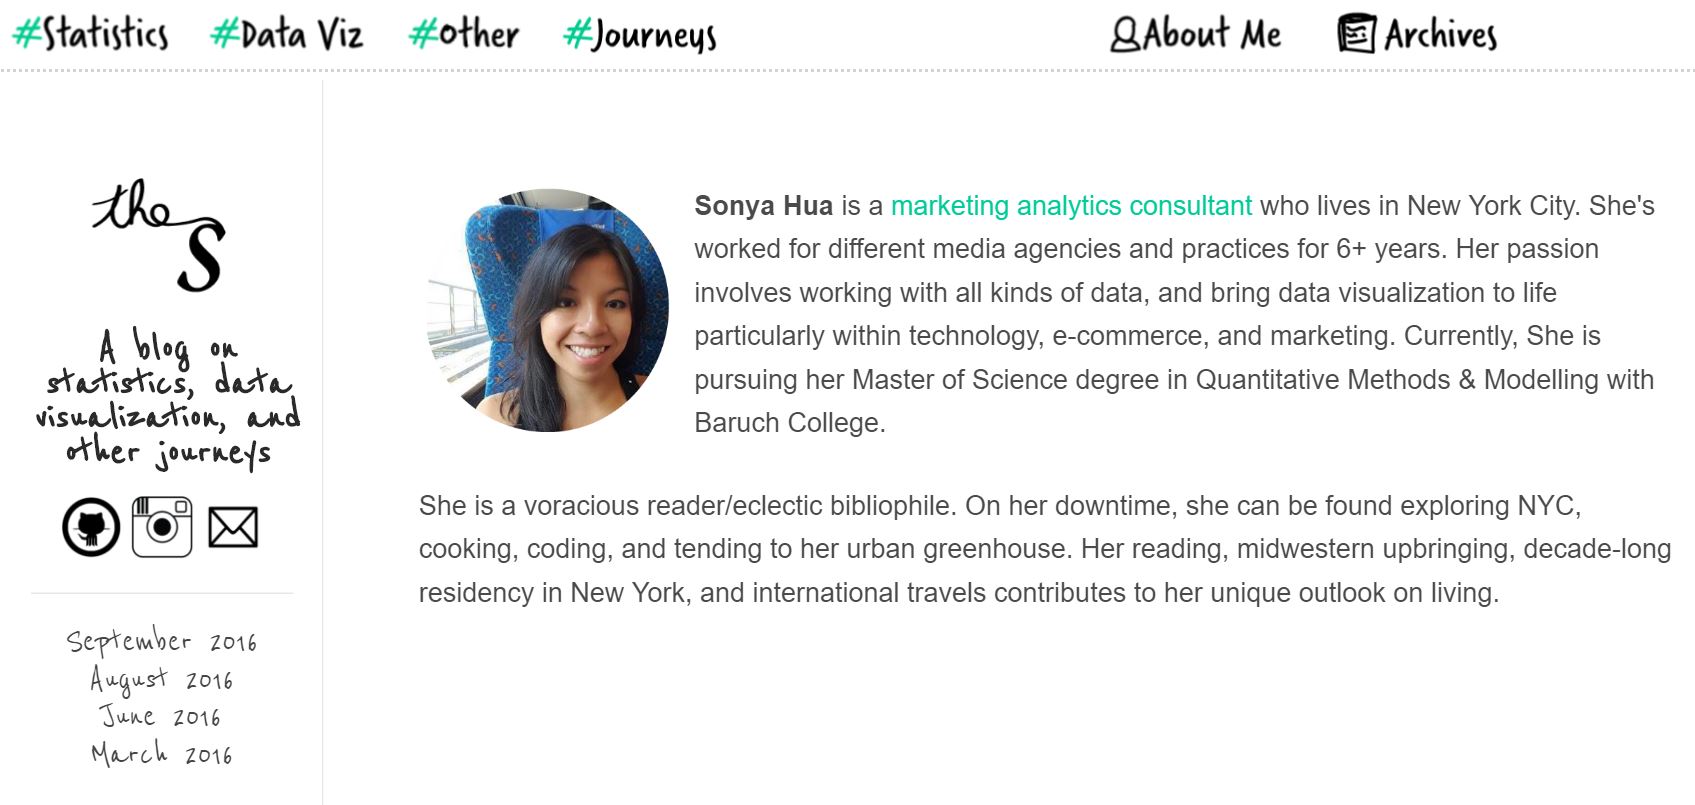 #Statistics #Data Viz #Other #Journeys About Me Archives
the S
A blog on
statistics, data
visualization, and
other journeys
September 2016
August 2016
June 2016
March 2016
Sonya Hua is a marketing analytics consultant who lives in New York City. She's
worked for different media agencies and practices for 6+ years. Her passion
involves working with all kinds of data, and bring data visualization to life
particularly within technology, e-commerce, and marketing. Currently, She is
pursuing her Master of Science degree in Quantitative Methods & Modelling with
Baruch College.
She is a voracious reader/eclectic bibliophile. On her downtime, she can be found exploring NYC,
cooking, coding, and tending to her urban greenhouse. Her reading, midwestern upbringing, decade-long
residency in New York, and international travels contributes to her unique outlook on living.